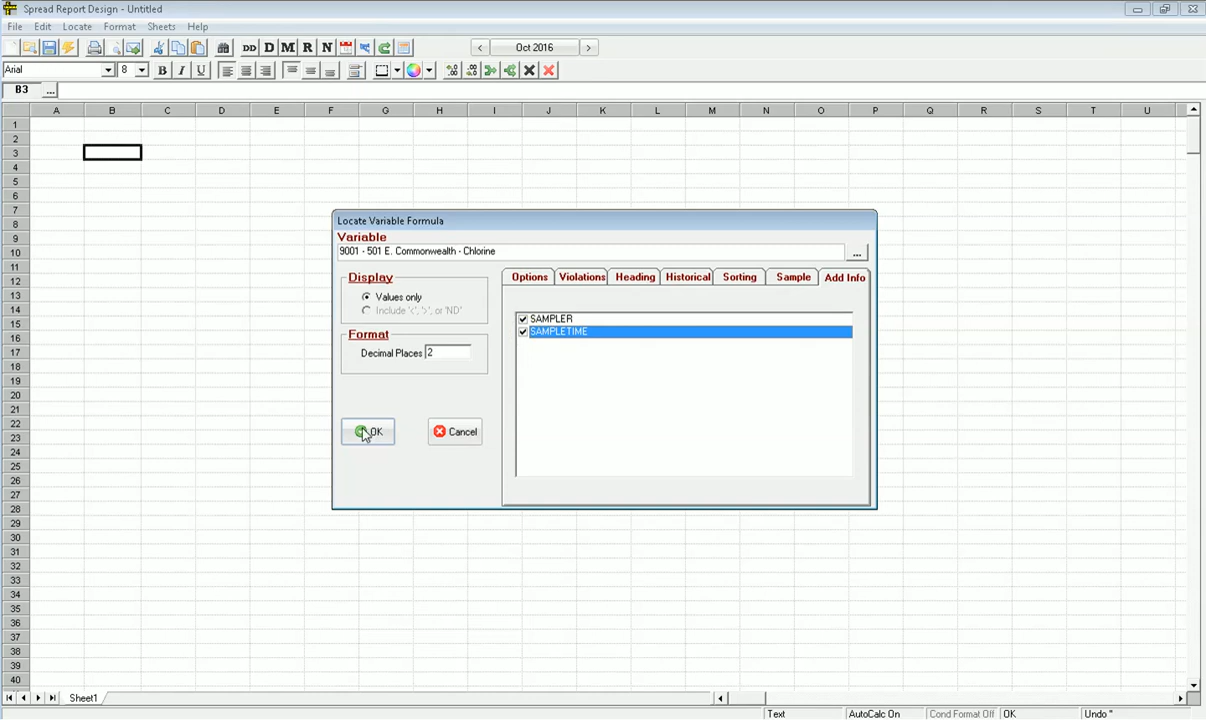 Spread Report Design - Untitled
File Edit Locate Format Sheets Help
DD D M R N < Oct 2016 >
Arial 8 B I U
B3 ...
A B C D E F G H I J K L M N O P Q R S T U
1
2
3
4
5
6
7
8
9
10
11
12
13
14
15
16
17
18
19
20
21
22
23
24
25
26
27
28
29
30
31
32
33
34
35
36
37
38
39
40
Locate Variable Formula
Variable
9001 - 501 E. Commonwealth - Chlorine ...
Display
Values only
Include '<', '>', or 'ND'
Format
Decimal Places 2
OK Cancel
Options Violations Heading Historical Sorting Sample Add Info
SAMPLER
SAMPLETIME
Sheet1
Text AutoCalc On Cond Format Off OK Undo *